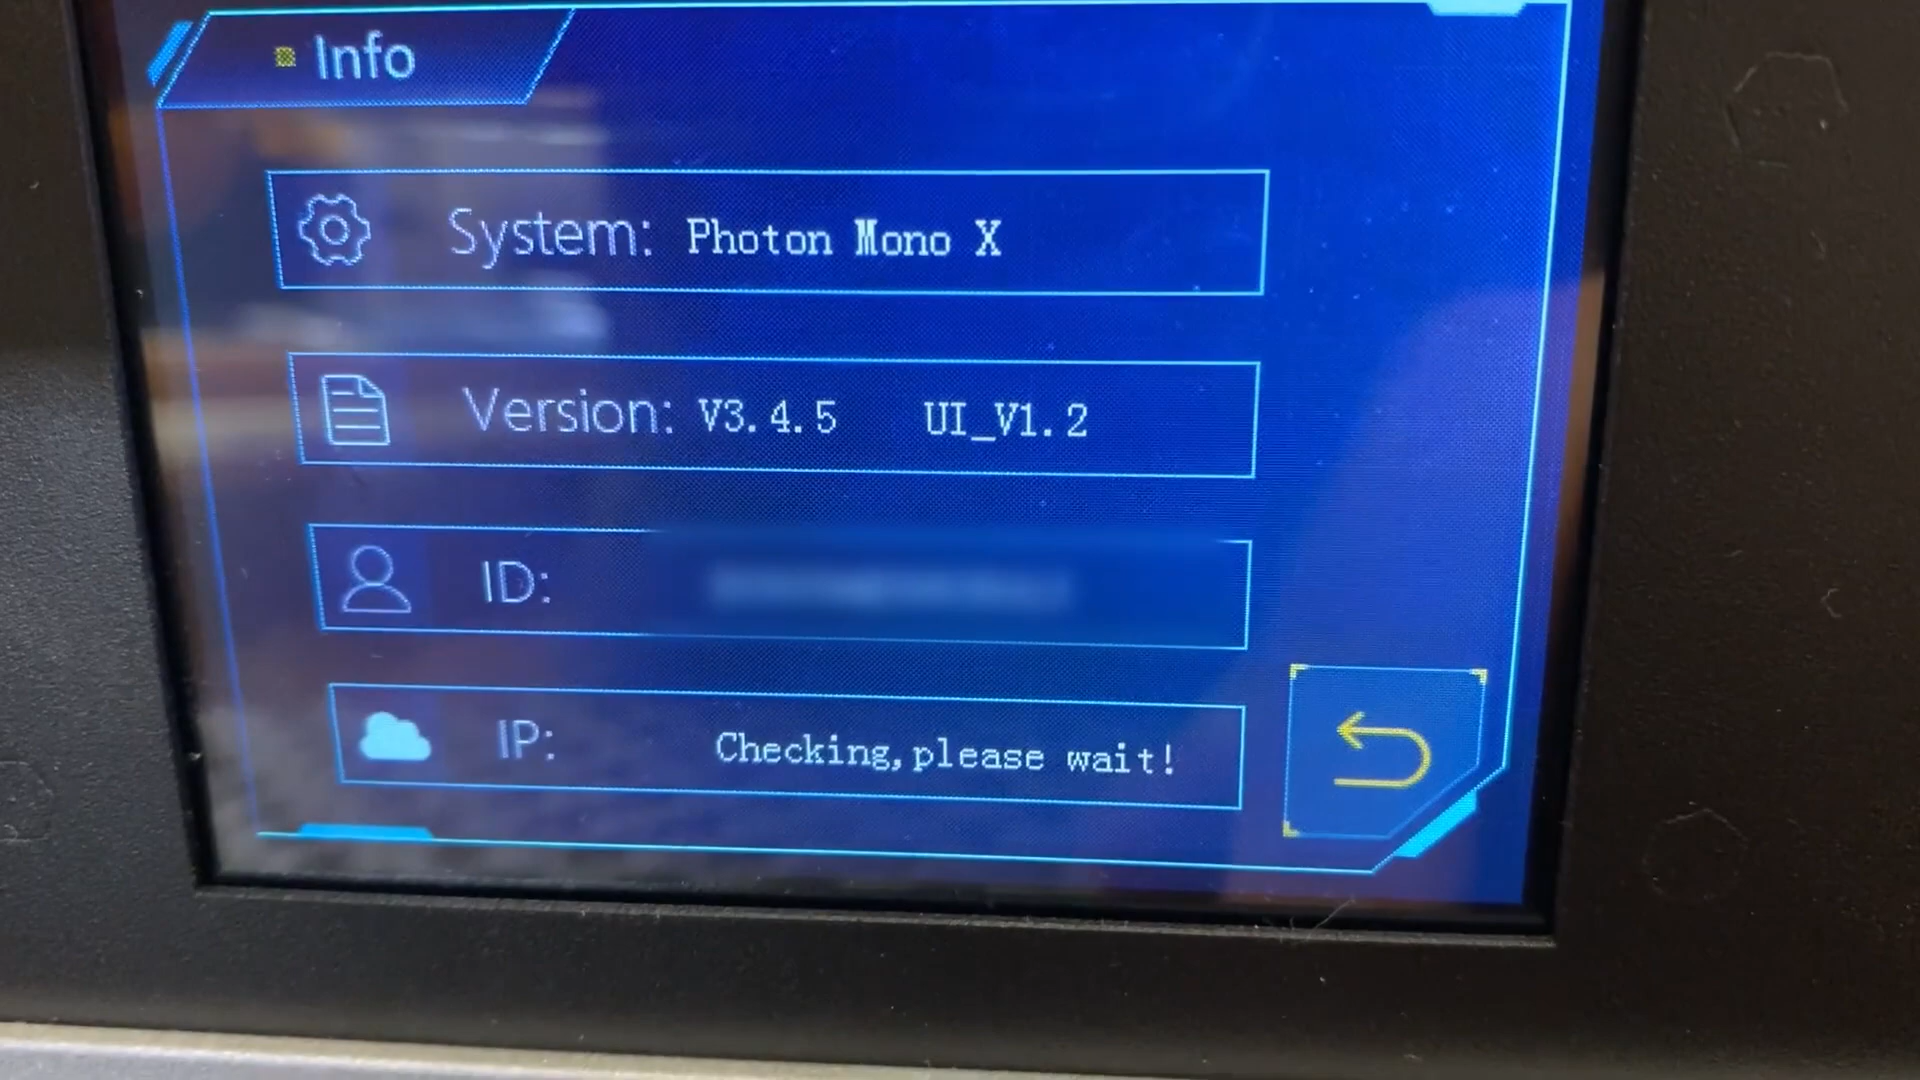 Info
System: Photon Mono X
Version: V3.4.5 UI_V1.2
ID:
IP: Checking,please wait!